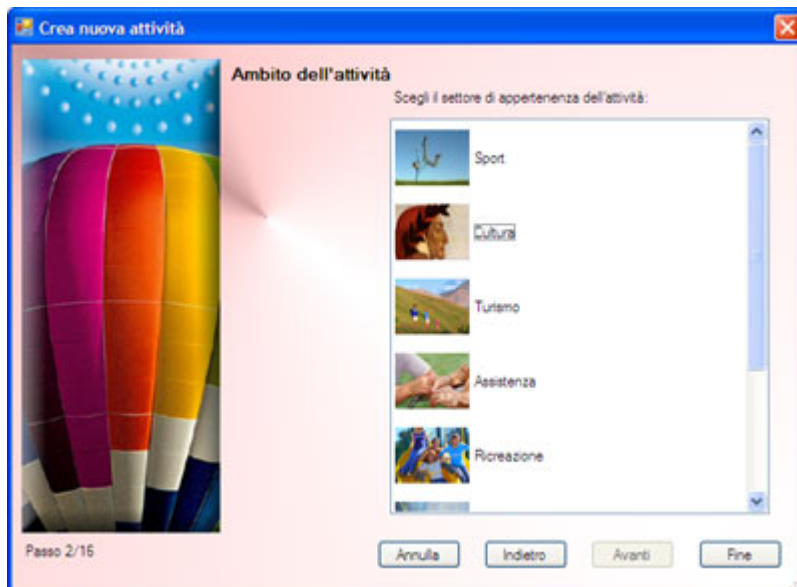 Crea nuova attività
Ambito dell'attività
Scegli il settore di appertenenza dell'attività:
Sport
Cultura
Turismo
Assistenza
Ricreazione
Passo 2/16
Annulla
Indietro
Avanti
Fine